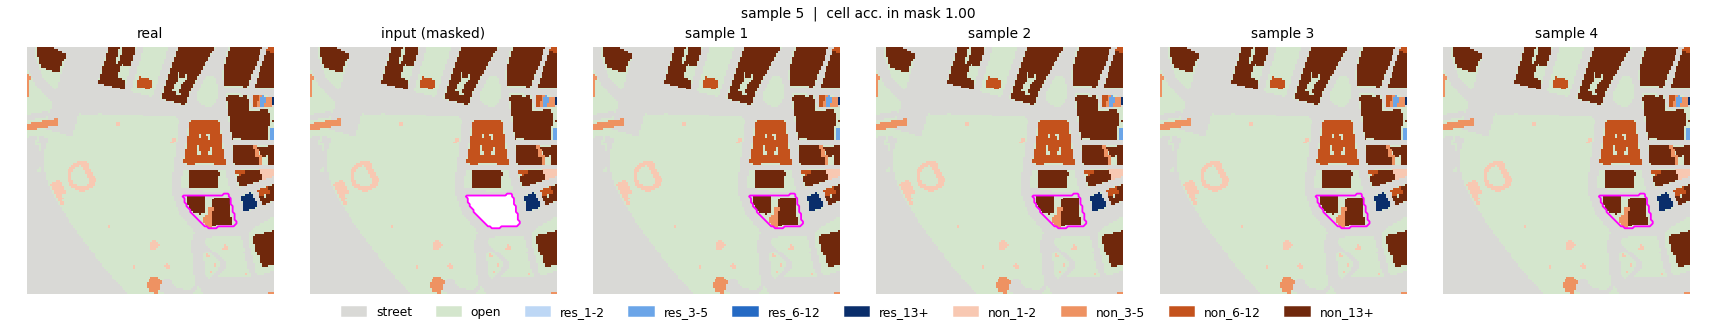 sample 5 | cell acc. in mask 1.00
real
input (masked)
sample 1
sample 2
sample 3
sample 4
street
open
res_1-2
res_3-5
res_6-12
res_13+
non_1-2
non_3-5
non_6-12
non_13+